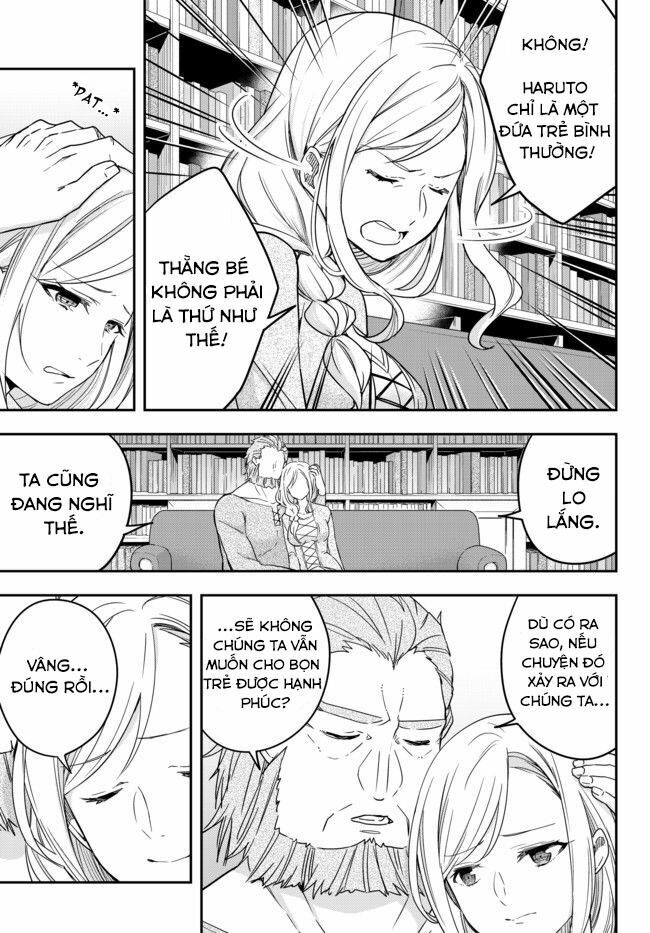 KHÔNG!
HARUTO
CHỈ LÀ MỘT
ĐỨA TRẺ BÌNH
THƯỜNG!
THẰNG BÉ
KHÔNG PHẢI
LÀ THỨ NHƯ
THẾ!
*PAT...*
ĐỪNG
LO
LẮNG.
TA CŨNG
ĐANG NGHĨ
THẾ.
DÙ CÓ RA
SAO, NẾU
CHUYỆN ĐÓ
XẢY RA VỚI
CHÚNG TA...
...SẼ KHÔNG
CHÚNG TA VẪN
MUỐN CHO BỌN
TRẺ ĐƯỢC HẠNH
PHÚC?
VÂNG...
ĐÚNG RỒI...